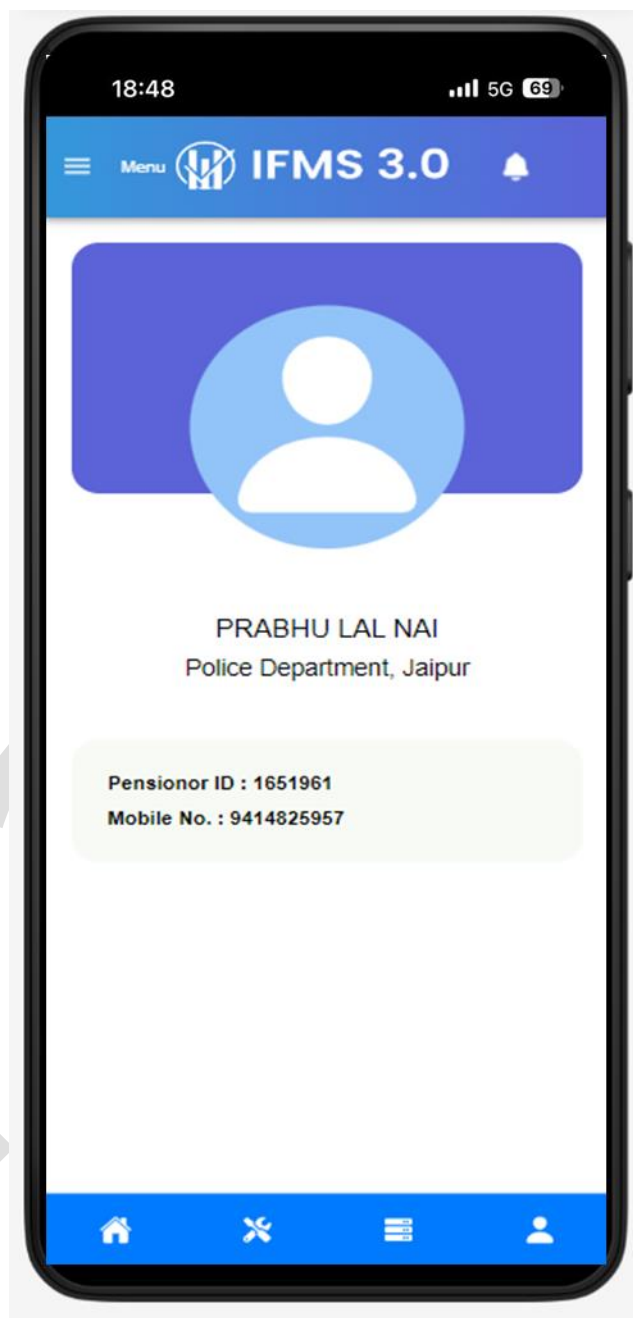 18:48 5G 69
Menu IFMS 3.0
PRABHU LAL NAI
Police Department, Jaipur
Pensionor ID : 1651961
Mobile No. : 9414825957